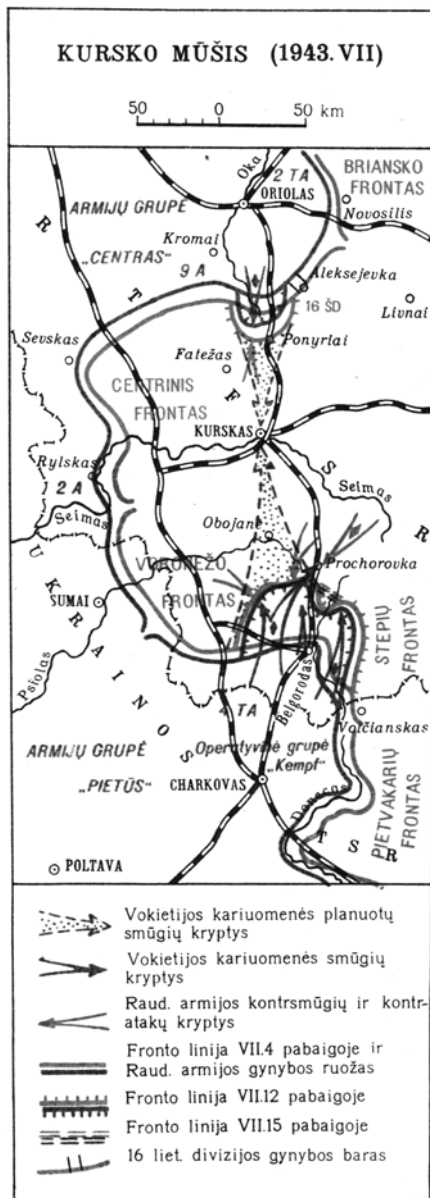 KURSKO MŪŠIS (1943.VII)
50 0 50 km
Oka
2 TA
BRIANSKO
FRONTAS
ORIOLAS
Novosilis
ARMIJŲ GRUPĖ
„CENTRAS“
R
T
F
S
R
Kromai
9 A
Aleksejevka
16 ŠD
Livnai
Ponyriai
Sevskas
Fatežas
CENTRINIS
FRONTAS
KURSKAS
Rylskas
2 A
Seimas
Seimas
Obojanė
VORONEŽO
FRONTAS
Prochorovka
SUMAI
STEPIŲ
FRONTAS
Psiolas
UKRAINOS
TSR
4 TA
Belgorodas
Volčianskas
ARMIJŲ GRUPĖ
„PIETŪS“
Operatyvinė grupė
„Kempf“
CHARKOVAS
Donecas
PIETVAKARIŲ
FRONTAS
POLTAVA
Vokietijos kariuomenės planuotų
smūgių kryptys
Vokietijos kariuomenės smūgių
kryptys
Raud. armijos kontrsmūgių ir kontr-
atakų kryptys
Fronto linija VII.4 pabaigoje ir
Raud. armijos gynybos ruožas
Fronto linija VII.12 pabaigoje
Fronto linija VII.15 pabaigoje
16 liet. divizijos gynybos baras